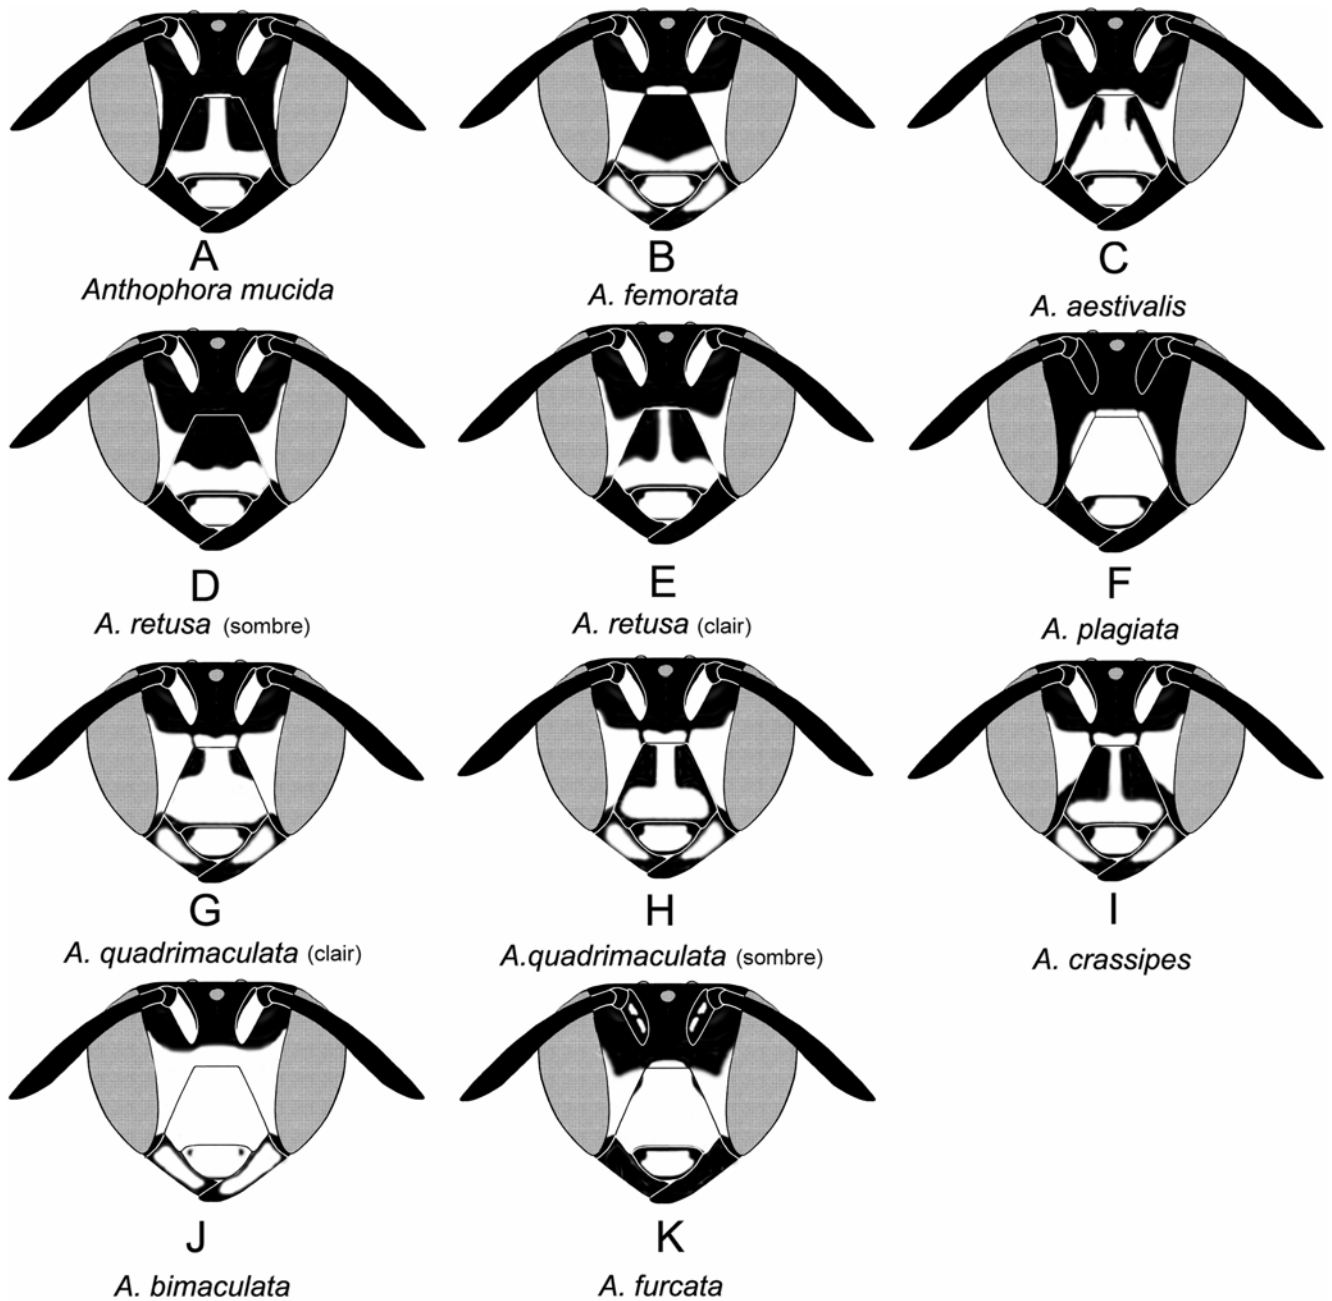 A
B
C
Anthophora mucida
A. femorata
A. aestivalis
D
E
F
A. retusa (sombre)
A. retusa (clair)
A. plagiata
G
H
I
A. quadrimaculata (clair)
A.quadrimaculata (sombre)
A. crassipes
J
K
A. bimaculata
A. furcata